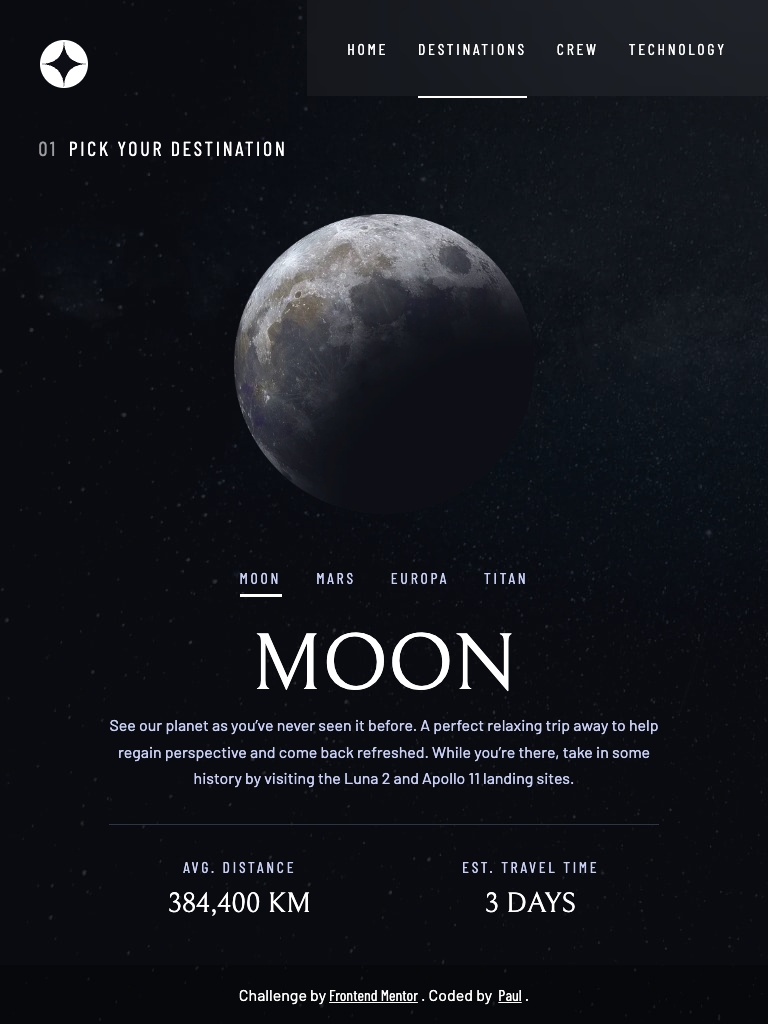 HOME DESTINATIONS CREW TECHNOLOGY
01 PICK YOUR DESTINATION
MOON MARS EUROPA TITAN
MOON
See our planet as you’ve never seen it before. A perfect relaxing trip away to help
regain perspective and come back refreshed. While you’re there, take in some
history by visiting the Luna 2 and Apollo 11 landing sites.
AVG. DISTANCE EST. TRAVEL TIME
384,400 KM 3 DAYS
Challenge by Frontend Mentor . Coded by Paul .